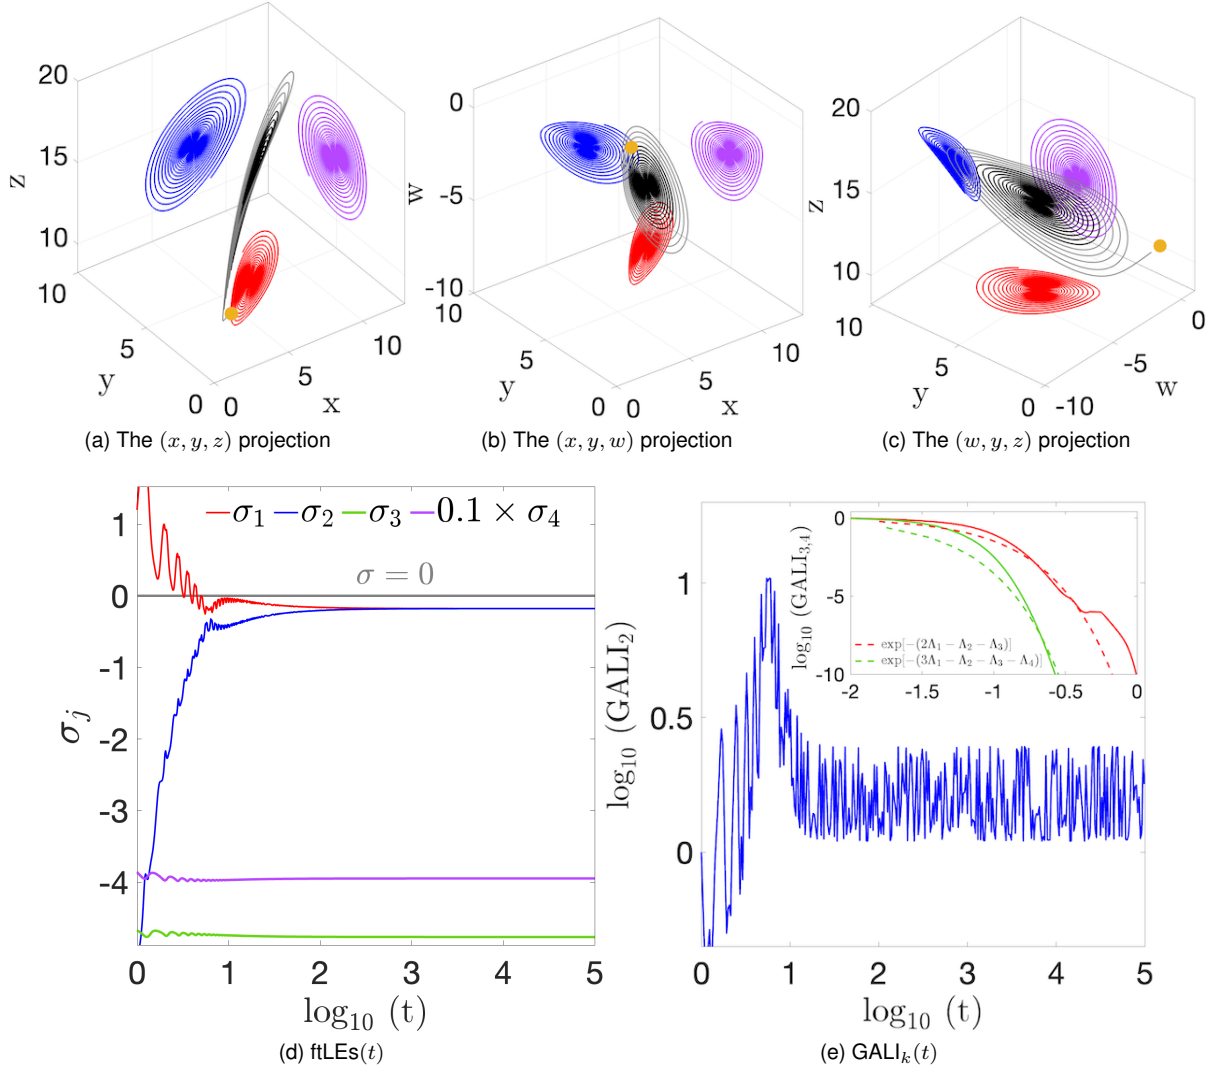 20
15
10
z
10
5
0
y
0
5
10
x
(a) The (x, y, z) projection
0
-5
-10
w
10
5
0
y
0
5
10
x
(b) The (x, y, w) projection
20
15
10
z
10
5
0
y
-10
-5
0
w
(c) The (w, y, z) projection
σ₁ σ₂ σ₃ 0.1 × σ₄
σ = 0
1
0
-1
-2
-3
-4
σⱼ
0 1 2 3 4 5
log₁₀ (t)
(d) ftLEs(t)
log₁₀ (GALI₂)
1
0.5
0
log₁₀ (GALI₃,₄)
0
-5
-10
exp[−(2Λ₁ − Λ₂ − Λ₃)]
exp[−(3Λ₁ − Λ₂ − Λ₃ − Λ₄)]
-2 -1.5 -1 -0.5 0
0 1 2 3 4 5
log₁₀ (t)
(e) GALIₖ(t)